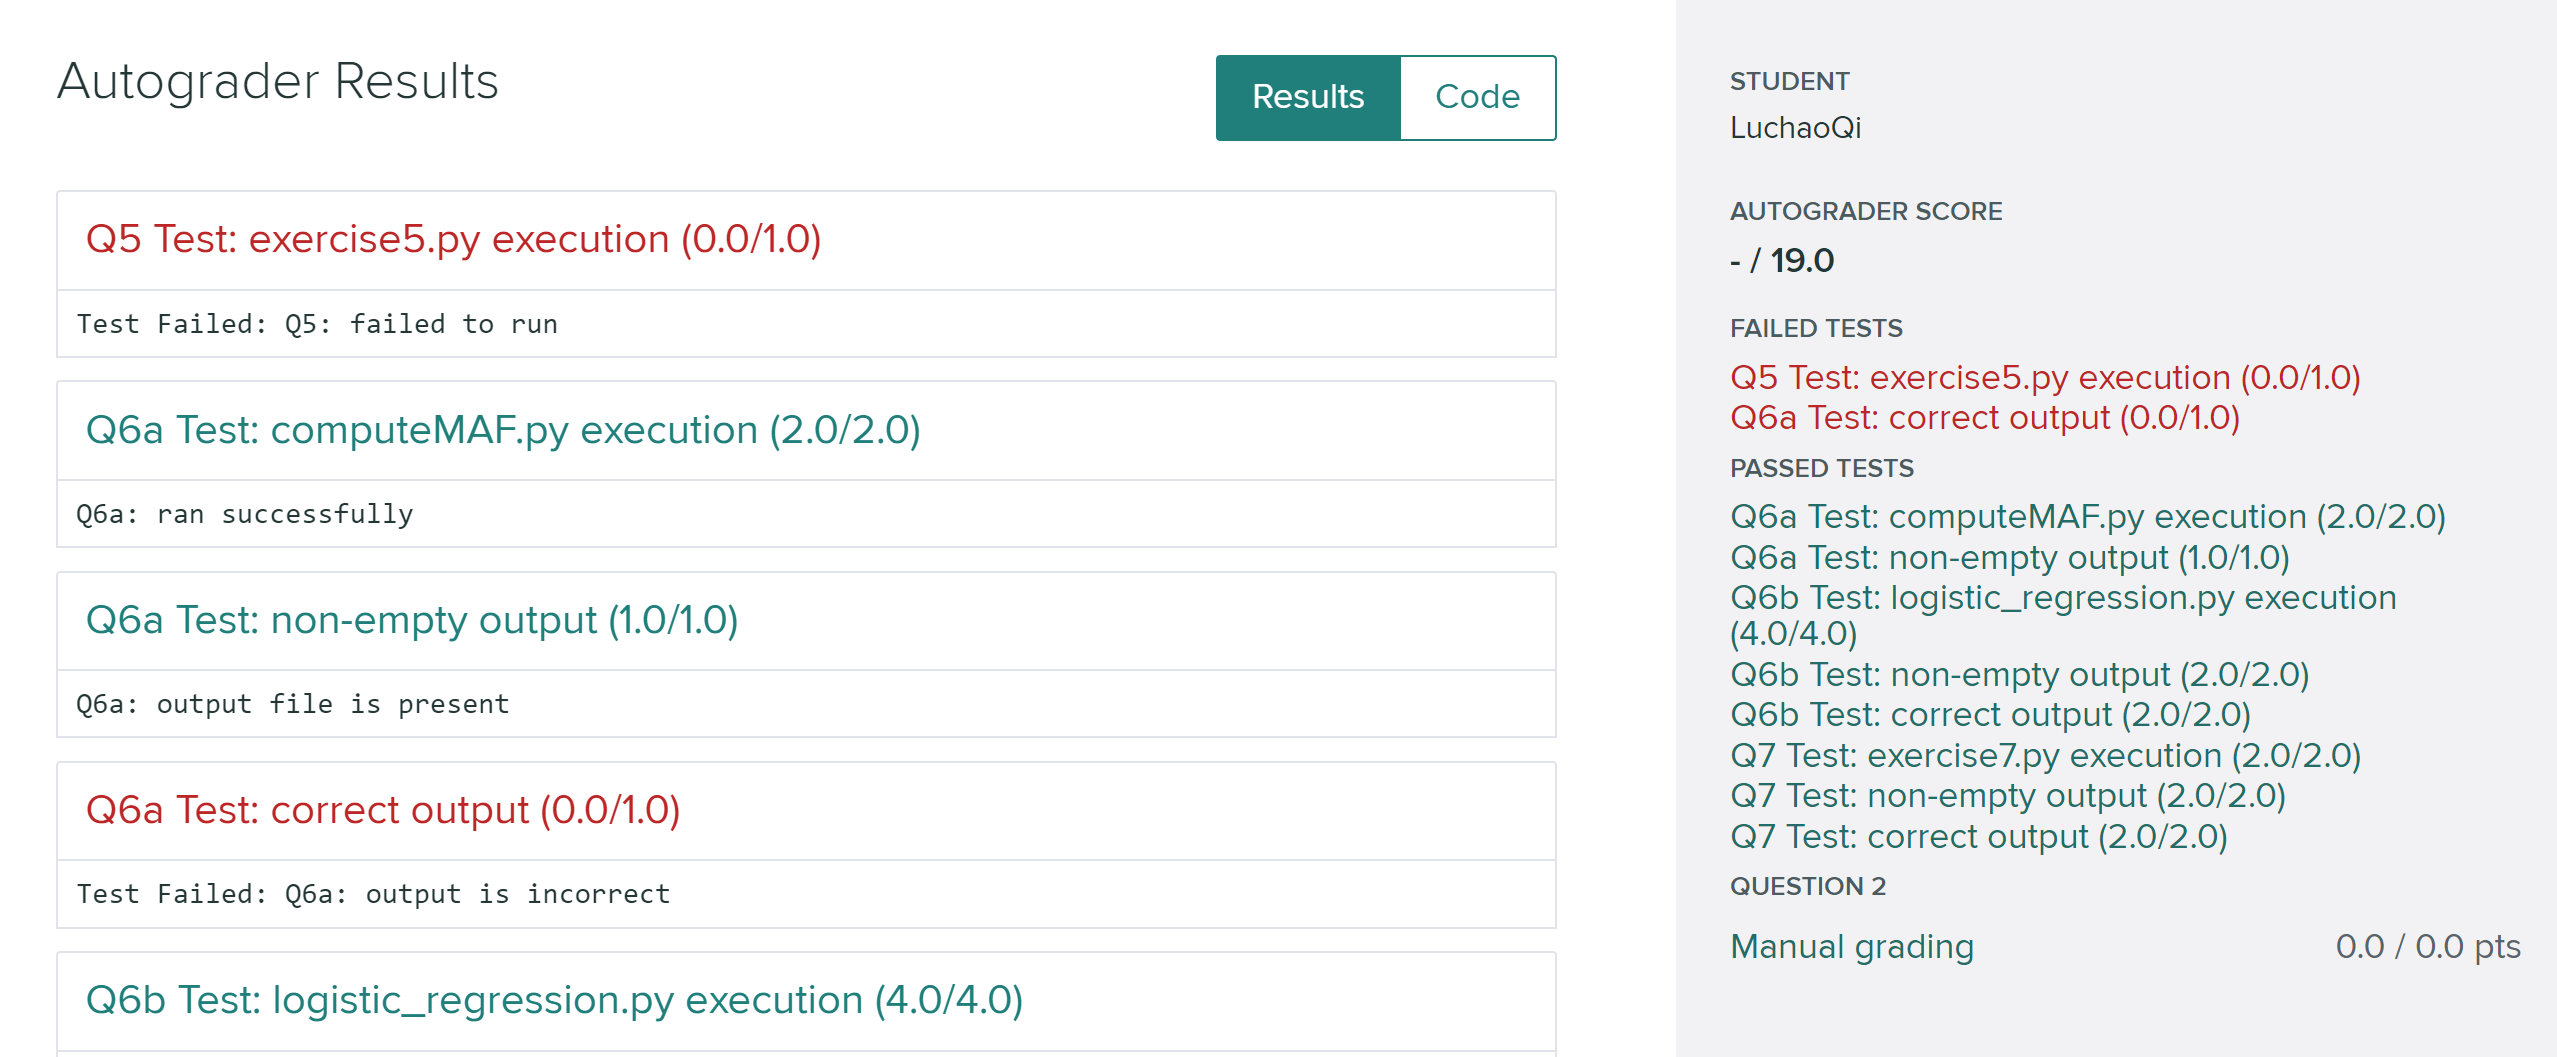 Autograder Results
Results
Code
Q5 Test: exercise5.py execution (0.0/1.0)
Test Failed: Q5: failed to run
Q6a Test: computeMAF.py execution (2.0/2.0)
Q6a: ran successfully
Q6a Test: non-empty output (1.0/1.0)
Q6a: output file is present
Q6a Test: correct output (0.0/1.0)
Test Failed: Q6a: output is incorrect
Q6b Test: logistic_regression.py execution (4.0/4.0)
STUDENT
LuchaoQi
AUTOGRADER SCORE
- / 19.0
FAILED TESTS
Q5 Test: exercise5.py execution (0.0/1.0)
Q6a Test: correct output (0.0/1.0)
PASSED TESTS
Q6a Test: computeMAF.py execution (2.0/2.0)
Q6a Test: non-empty output (1.0/1.0)
Q6b Test: logistic_regression.py execution
(4.0/4.0)
Q6b Test: non-empty output (2.0/2.0)
Q6b Test: correct output (2.0/2.0)
Q7 Test: exercise7.py execution (2.0/2.0)
Q7 Test: non-empty output (2.0/2.0)
Q7 Test: correct output (2.0/2.0)
QUESTION 2
Manual grading 0.0 / 0.0 pts